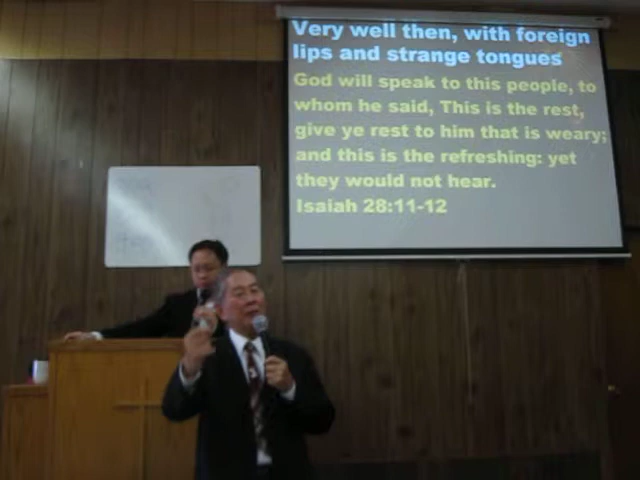 Very well then, with foreign
lips and strange tongues
God will speak to this people, to
whom he said, This is the rest,
give ye rest to him that is weary;
and this is the refreshing: yet
they would not hear.
Isaiah 28:11-12